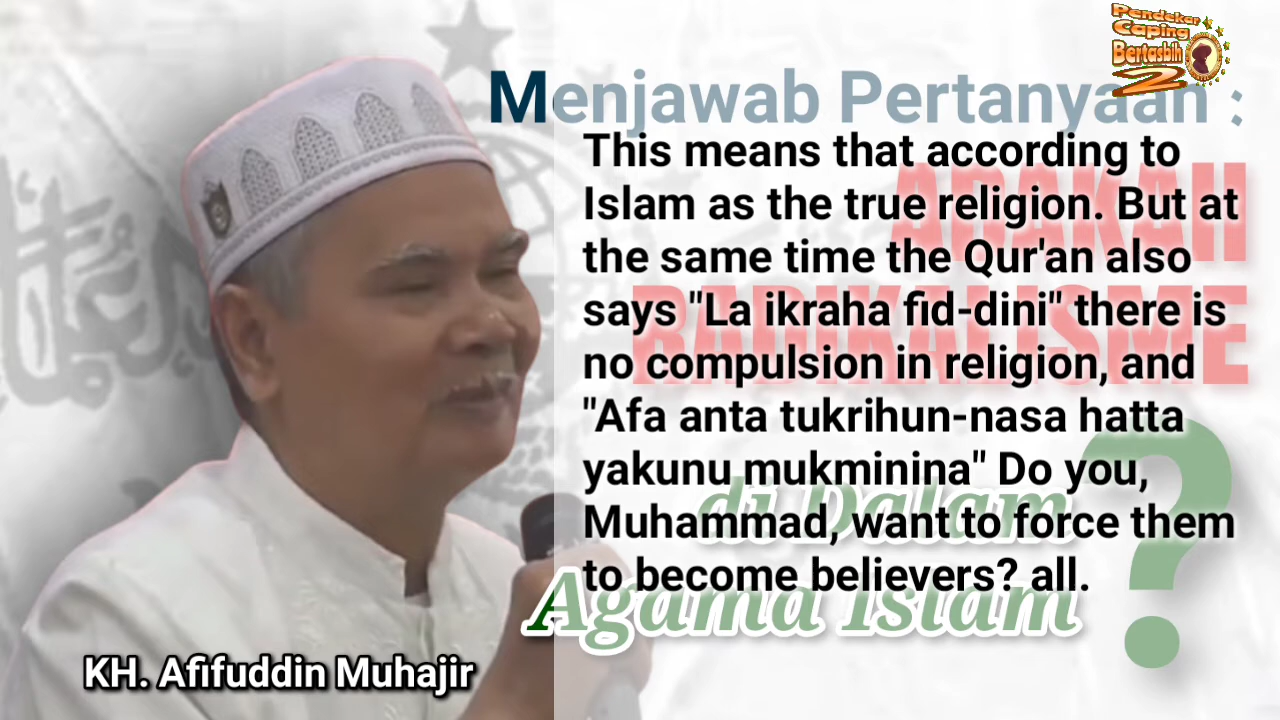 Pendekar
Caping
Bertasbih
2
Menjawab Pertanyaan :
APAKAH
RADIKALISME
di Dalam
Agama Islam
?
This means that according to
Islam as the true religion. But at
the same time the Qur'an also
says "La ikraha fid-dini" there is
no compulsion in religion, and
"Afa anta tukrihun-nasa hatta
yakunu mukminina" Do you,
Muhammad, want to force them
to become believers? all.
KH. Afifuddin Muhajir